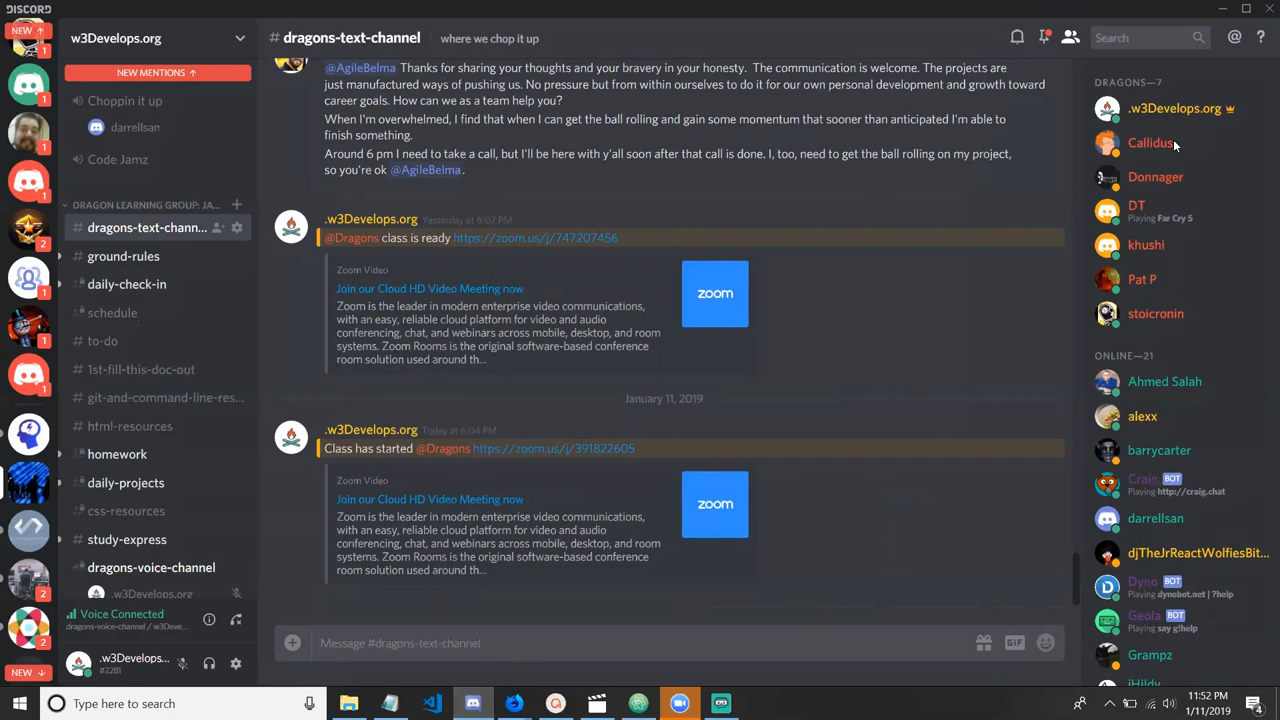 DISCORD
NEW ↑
1
1
1
1
2
1
1
1
2
2
NEW ↓
w3Develops.org
NEW MENTIONS ↑
Choppin it up
darrellsan
Code Jamz
DRAGON LEARNING GROUP: JA...
# dragons-text-chann...
# ground-rules
daily-check-in
schedule
# to-do
# 1st-fill-this-doc-out
# git-and-command-line-res...
# html-resources
homework
# daily-projects
# css-resources
# study-express
dragons-voice-channel
.w3Develops.org
Voice Connected
dragons-voice-channel / w3Deve...
.w3Develops...
#2281
# dragons-text-channel
where we chop it up
Search
@AgileBelma Thanks for sharing your thoughts and your bravery in your honesty. The communication is welcome. The projects are
just manufactured ways of pushing us. No pressure but from within ourselves to do it for our own personal development and growth toward
career goals. How can we as a team help you?
When I'm overwhelmed, I find that when I can get the ball rolling and gain some momentum that sooner than anticipated I'm able to
finish something.
Around 6 pm I need to take a call, but I'll be here with y'all soon after that call is done. I, too, need to get the ball rolling on my project,
so you're ok @AgileBelma.
.w3Develops.org Yesterday at 6:07 PM
@Dragons class is ready https://zoom.us/j/747207456
Zoom Video
Join our Cloud HD Video Meeting now
Zoom is the leader in modern enterprise video communications,
with an easy, reliable cloud platform for video and audio
conferencing, chat, and webinars across mobile, desktop, and room
systems. Zoom Rooms is the original software-based conference
room solution used around th...
zoom
January 11, 2019
.w3Develops.org Today at 6:04 PM
Class has started @Dragons https://zoom.us/j/391822605
Zoom Video
Join our Cloud HD Video Meeting now
Zoom is the leader in modern enterprise video communications,
with an easy, reliable cloud platform for video and audio
conferencing, chat, and webinars across mobile, desktop, and room
systems. Zoom Rooms is the original software-based conference
room solution used around th...
zoom
Message #dragons-text-channel
GIF
DRAGONS—7
.w3Develops.org
Callidus
Donnager
DT
Playing Far Cry 5
khushi
Pat P
stoicronin
ONLINE—21
Ahmed Salah
alexx
barrycarter
Craig BOT
Playing http://craig.chat
darrellsan
djTheJrReactWolfiesBit...
Dyno BOT
Playing dynobot.net | ?help
Geola BOT
Playing say g!help
Grampz
iHildy
Type here to search
11:52 PM
1/11/2019
4